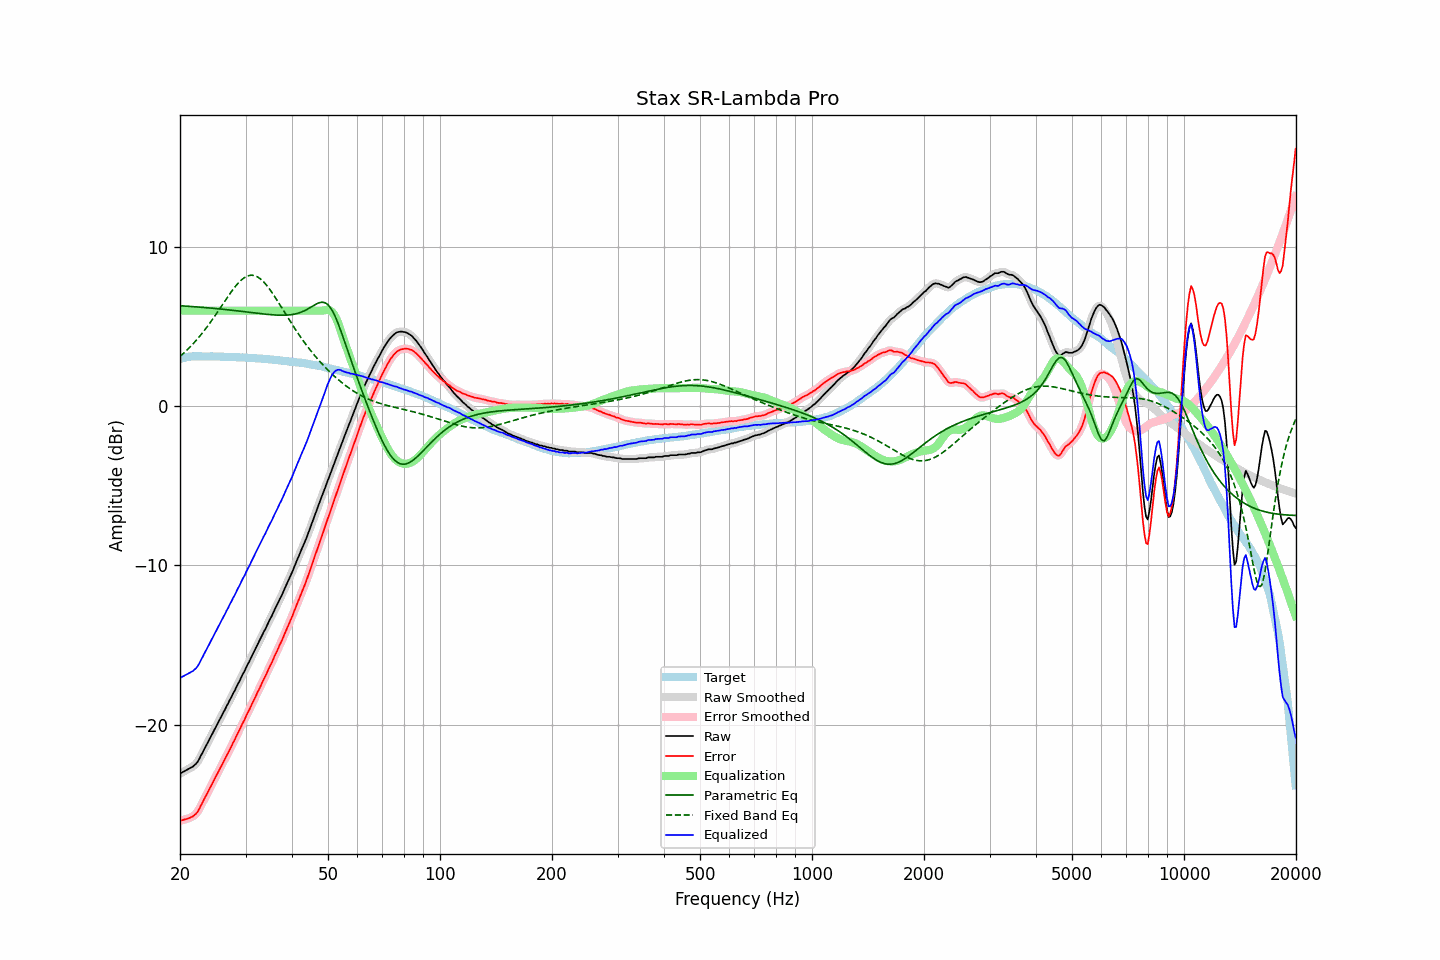 Stax SR-Lambda Pro
Amplitude (dBr)
10
0
−10
−20
20
50
100
200
500
1000
2000
5000
10000
20000
Frequency (Hz)
Target
Raw Smoothed
Error Smoothed
Raw
Error
Equalization
Parametric Eq
Fixed Band Eq
Equalized